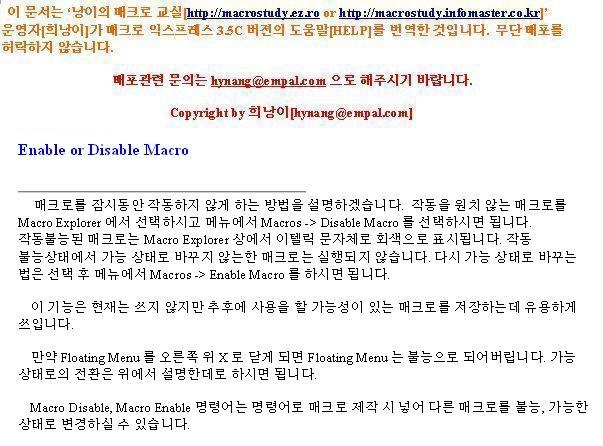 이 문서는 '낭이의 매크로 교실[http://macrostudy.ez.ro or http://macrostudy.infomaster.co.kr]'
운영자[희낭이]가 매크로 익스프레스 3.5C 버젼의 도움말[HELP]를 번역한 것입니다. 무단 배포를
허락하지 않습니다.
배포관련 문의는 hynang@empal.com 으로 해주시기 바랍니다.
Copyright by 희낭이[hynang@empal.com]
Enable or Disable Macro
매크로를 잠시동안 작동하지 않게 하는 방법을 설명하겠습니다. 작동을 원치 않는 매크로를
Macro Explorer 에서 선택하시고 메뉴에서 Macros -> Disable Macro 를 선택하시면 됩니다.
작동불능된 매크로는 Macro Explorer 상에서 이텔릭 문자체로 회색으로 표시됩니다. 작동
불능상태에서 가능 상태로 바꾸지 않는한 매크로는 실행되지 않습니다. 다시 가능 상태로 바꾸는
법은 선택 후 메뉴에서 Macros -> Enable Macro 를 하시면 됩니다.
이 기능은 현재는 쓰지 않지만 추후에 사용을 할 가능성이 있는 매크로를 저장하는데 유용하게
쓰입니다.
만약 Floating Menu 를 오른쪽 위 X 로 닫게 되면 Floating Menu 는 불능으로 되어버립니다. 가능
상태로의 전환은 위에서 설명한데로 하시면 됩니다.
Macro Disable, Macro Enable 명령어는 명령어로 매크로 제작 시 넣어 다른 매크로를 불능, 가능한
상태로 변경하실 수 있습니다.